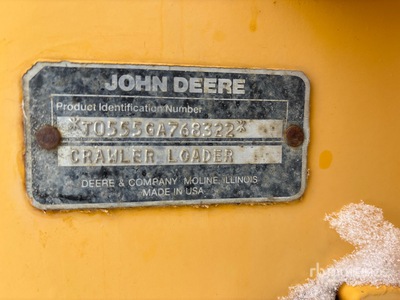 JOHN DEERE
Product Identification Number
*T0555GA768322*
CRAWLER LOADER
DEERE & COMPANY MOLINE, ILLINOIS
MADE IN USA